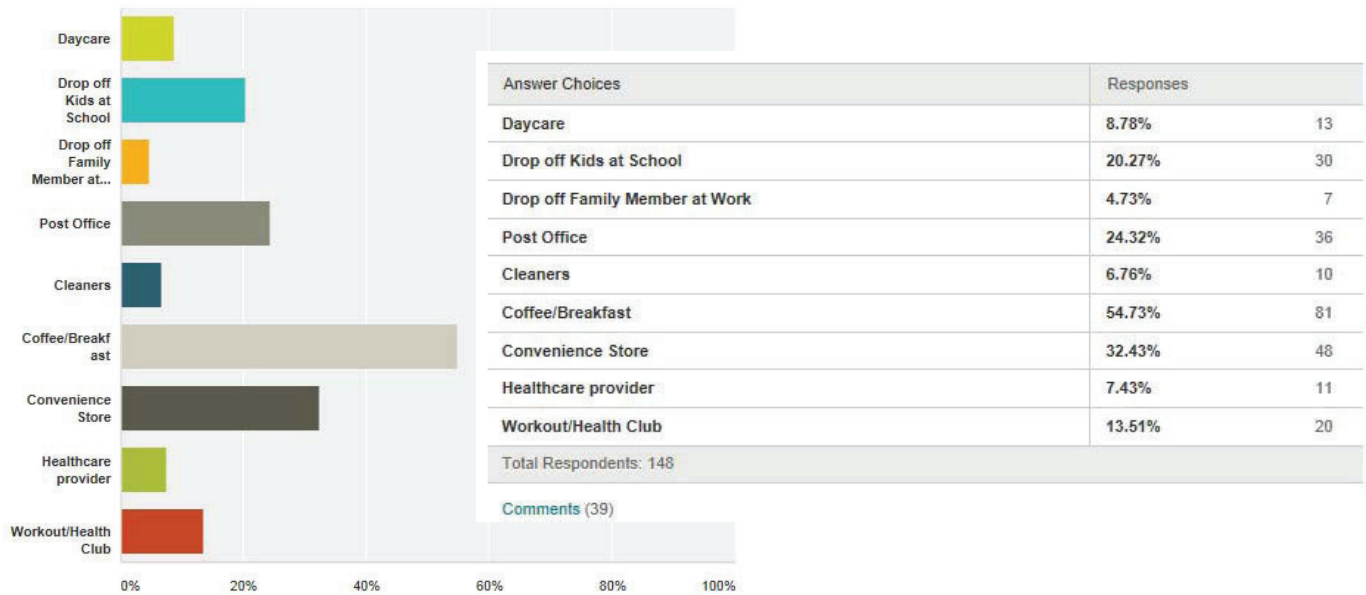 Daycare
Drop off
Kids at
School
Drop off
Family
Member at...
Post Office
Cleaners
Coffee/Breakf
ast
Convenience
Store
Healthcare
provider
Workout/Health
Club
0% 20% 40% 60% 80% 100%
Answer Choices Responses
Daycare 8.78% 13
Drop off Kids at School 20.27% 30
Drop off Family Member at Work 4.73% 7
Post Office 24.32% 36
Cleaners 6.76% 10
Coffee/Breakfast 54.73% 81
Convenience Store 32.43% 48
Healthcare provider 7.43% 11
Workout/Health Club 13.51% 20
Total Respondents: 148
Comments (39)